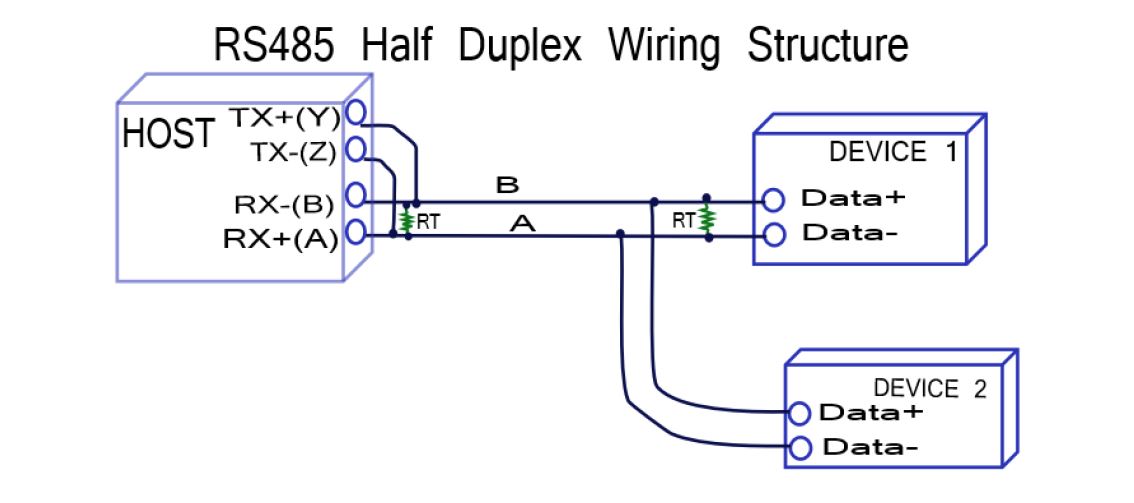 RS485 Half Duplex Wiring Structure
HOST
TX+(Y)
TX-(Z)
RX-(B)
RX+(A)
B
A
RT
RT
DEVICE 1
Data+
Data-
DEVICE 2
Data+
Data-